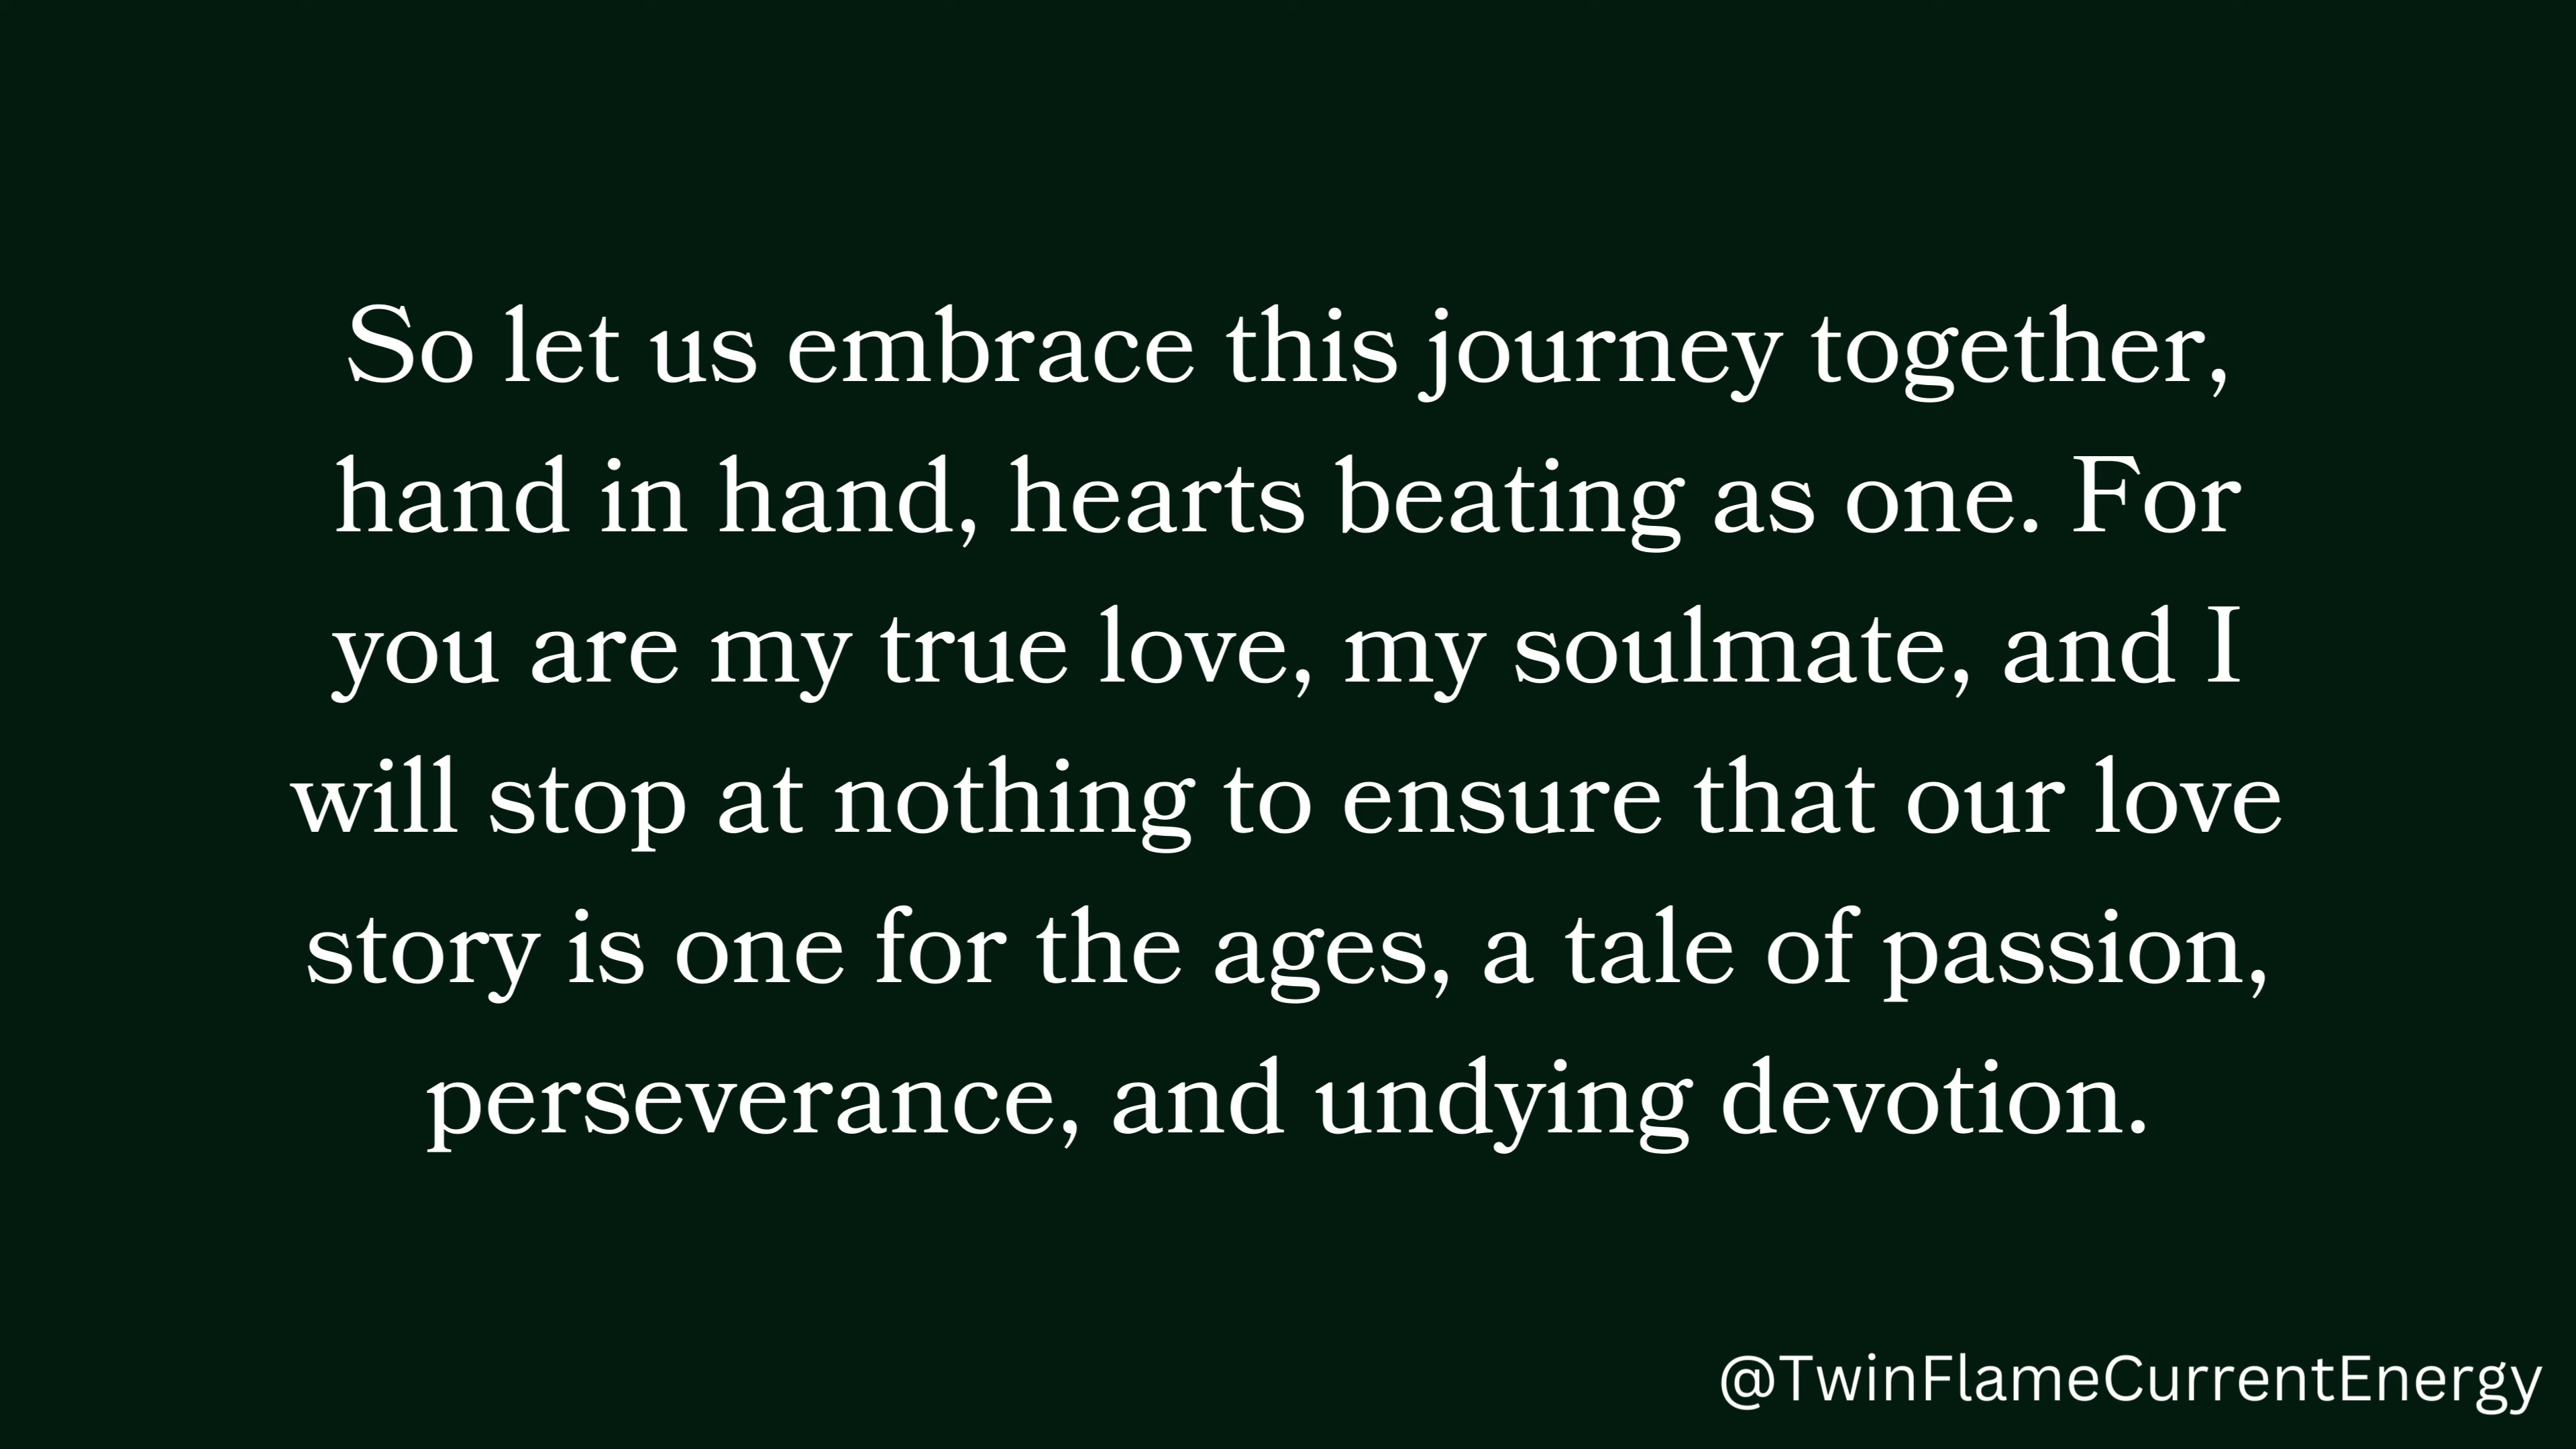 So let us embrace this journey together,
hand in hand, hearts beating as one. For
you are my true love, my soulmate, and I
will stop at nothing to ensure that our love
story is one for the ages, a tale of passion,
perseverance, and undying devotion.
@TwinFlameCurrentEnergy